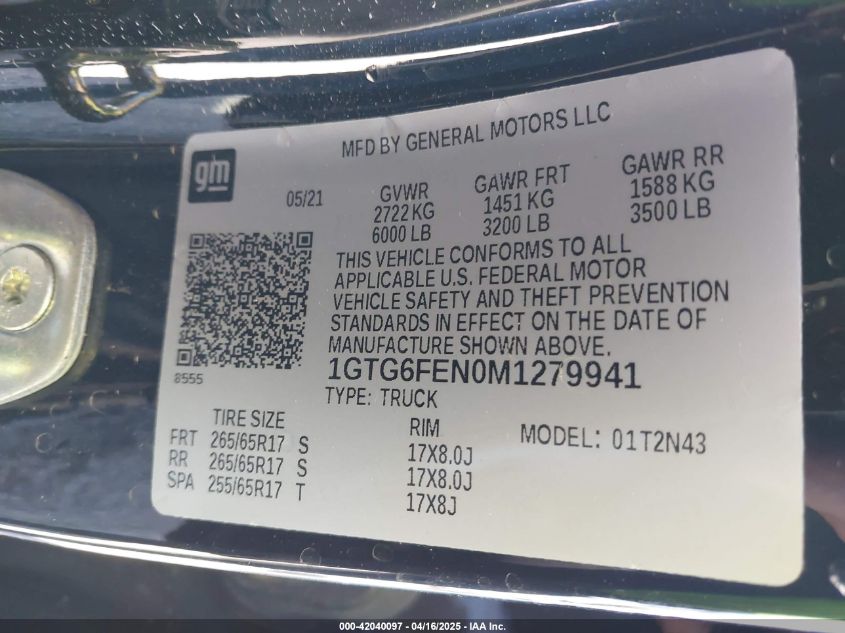 MFD BY GENERAL MOTORS LLC
gm
05/21
GVWR GAWR FRT GAWR RR
2722 KG 1451 KG 1588 KG
6000 LB 3200 LB 3500 LB
THIS VEHICLE CONFORMS TO ALL
APPLICABLE U.S. FEDERAL MOTOR
VEHICLE SAFETY AND THEFT PREVENTION
STANDARDS IN EFFECT ON THE DATE OF
MANUFACTURE SHOWN ABOVE.
8555
1GTG6FEN0M1279941
TYPE: TRUCK
TIRE SIZE RIM MODEL: 01T2N43
FRT 265/65R17 S 17X8.0J
RR 265/65R17 S 17X8.0J
SPA 255/65R17 T 17X8J
000-42040097 - 04/16/2025 - IAA Inc.